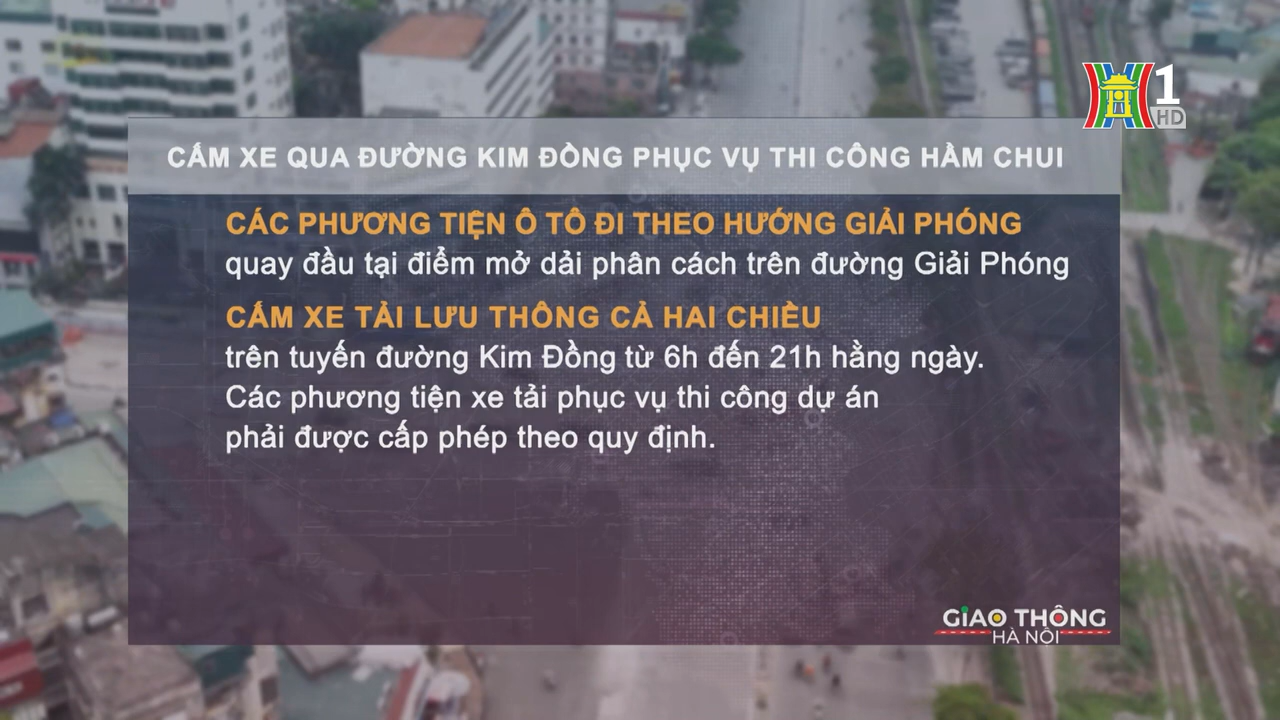 1
HD
CẤM XE QUA ĐƯỜNG KIM ĐỒNG PHỤC VỤ THI CÔNG HẦM CHUI
CÁC PHƯƠNG TIỆN Ô TÔ ĐI THEO HƯỚNG GIẢI PHÓNG
quay đầu tại điểm mở dải phân cách trên đường Giải Phóng
CẤM XE TẢI LƯU THÔNG CẢ HAI CHIỀU
trên tuyến đường Kim Đồng từ 6h đến 21h hằng ngày.
Các phương tiện xe tải phục vụ thi công dự án
phải được cấp phép theo quy định.
GIAO THÔNG
HÀ NỘI